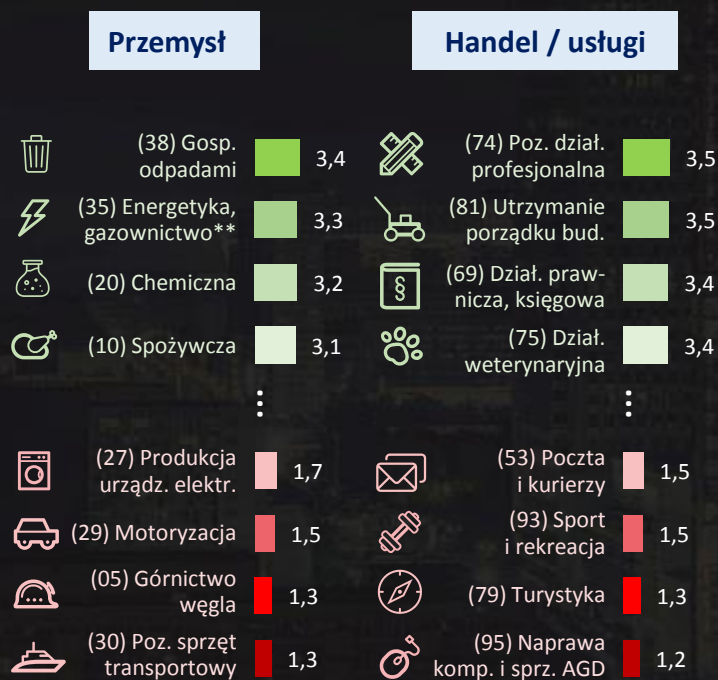 Przemysł
(38) Gosp.
odpadami 3,4
(35) Energetyka,
gazownictwo** 3,3
(20) Chemiczna 3,2
(10) Spożywcza 3,1
(27) Produkcja
urządz. elektr. 1,7
(29) Motoryzacja 1,5
(05) Górnictwo
węgla 1,3
(30) Poz. sprzęt
transportowy 1,3
Handel / usługi
(74) Poz. dział.
profesjonalna 3,5
(81) Utrzymanie
porządku bud. 3,5
§
(69) Dział. praw-
nicza, księgowa 3,4
(75) Dział.
weterynaryjna 3,4
(53) Poczta
i kurierzy 1,5
(93) Sport
i rekreacja 1,5
(79) Turystyka 1,3
(95) Naprawa
komp. i sprz. AGD 1,2